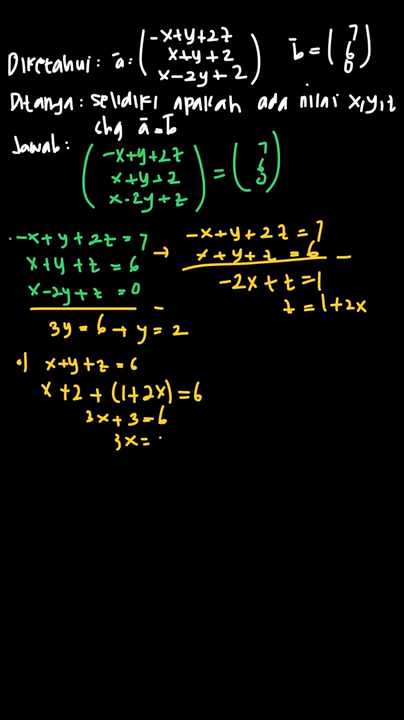 Diketahui: ā: (-x+y+2z x+y+z x-2y+z) b̄ = (7 6 0)
Ditanya: selidiki apakah ada nilai x,y,z
shg ā=b̄
Jawab:
(-x+y+2z x+y+z x-2y+z) = (7 6 0)
-x+y+2z=7
x+y+z=6
x-2y+z=0 -
3y=6→y=2
→ -x+y+2z=7
x+y+z=6 -
-2x+z=1
z=1+2x
•) x+y+z=6
x+2+(1+2x)=6
3x+3=6
3x=